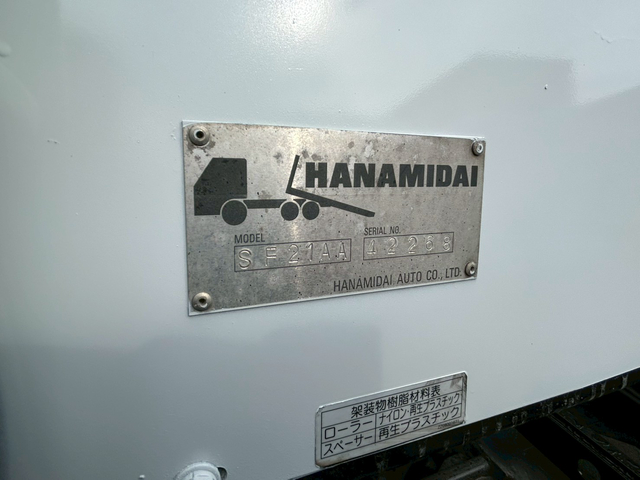 HANAMIDAI
MODEL SERIAL NO.
SF21AA 42268
HANAMIDAI AUTO CO., LTD.
架装物樹脂材料表
ローラー ナイロン・再生プラスチック
スペーサー 再生プラスチック